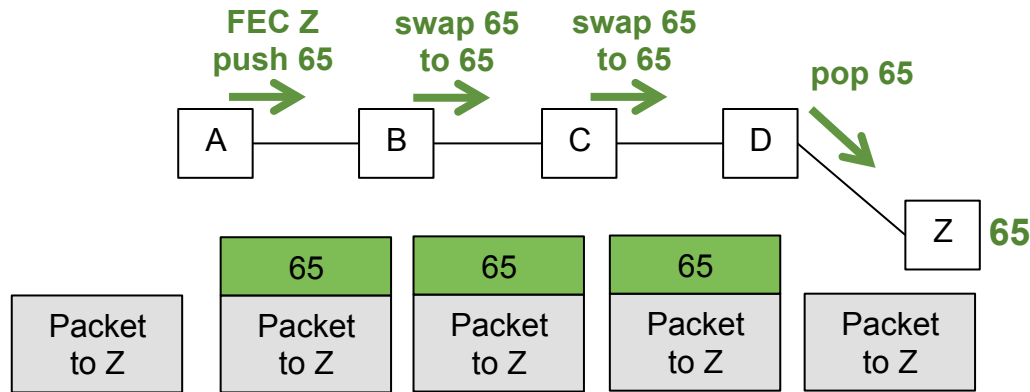 FEC Z
push 65
swap 65
to 65
swap 65
to 65
pop 65
A
B
C
D
Z
65
65
65
65
Packet
to Z
Packet
to Z
Packet
to Z
Packet
to Z
Packet
to Z